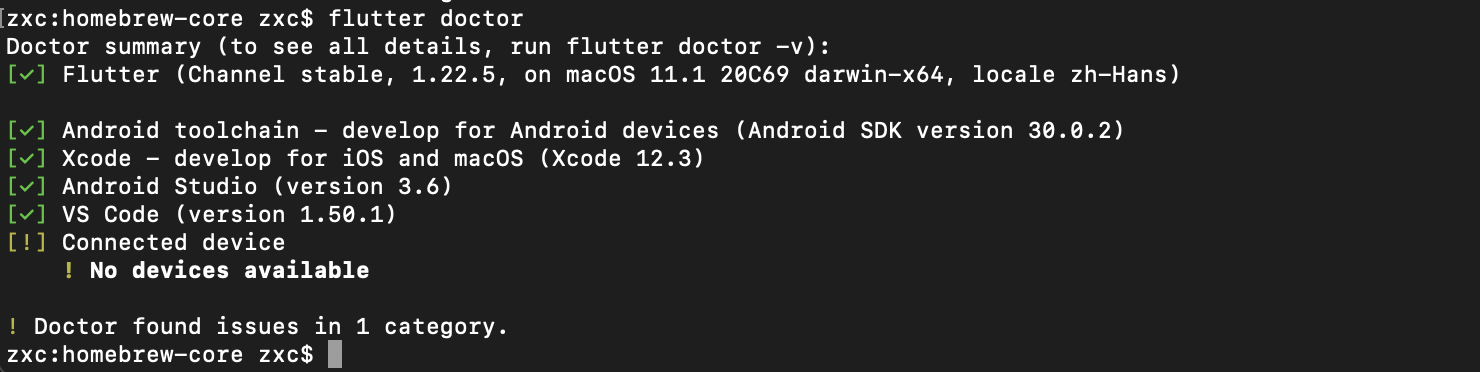 zxc:homebrew-core zxc$ flutter doctor
Doctor summary (to see all details, run flutter doctor -v):
[✓] Flutter (Channel stable, 1.22.5, on macOS 11.1 20C69 darwin-x64, locale zh-Hans)
[✓] Android toolchain - develop for Android devices (Android SDK version 30.0.2)
[✓] Xcode - develop for iOS and macOS (Xcode 12.3)
[✓] Android Studio (version 3.6)
[✓] VS Code (version 1.50.1)
[!] Connected device
! No devices available
! Doctor found issues in 1 category.
zxc:homebrew-core zxc$